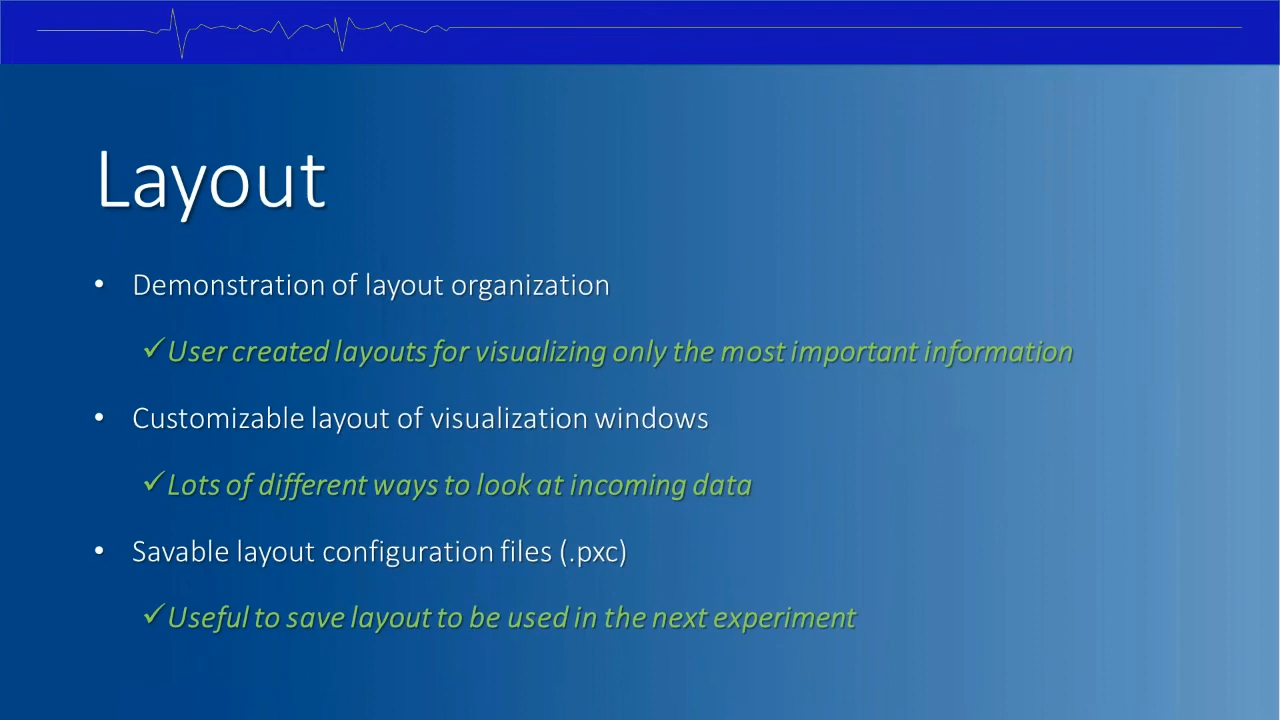 Layout
• Demonstration of layout organization
✓User created layouts for visualizing only the most important information
• Customizable layout of visualization windows
✓Lots of different ways to look at incoming data
• Savable layout configuration files (.pxc)
✓Useful to save layout to be used in the next experiment